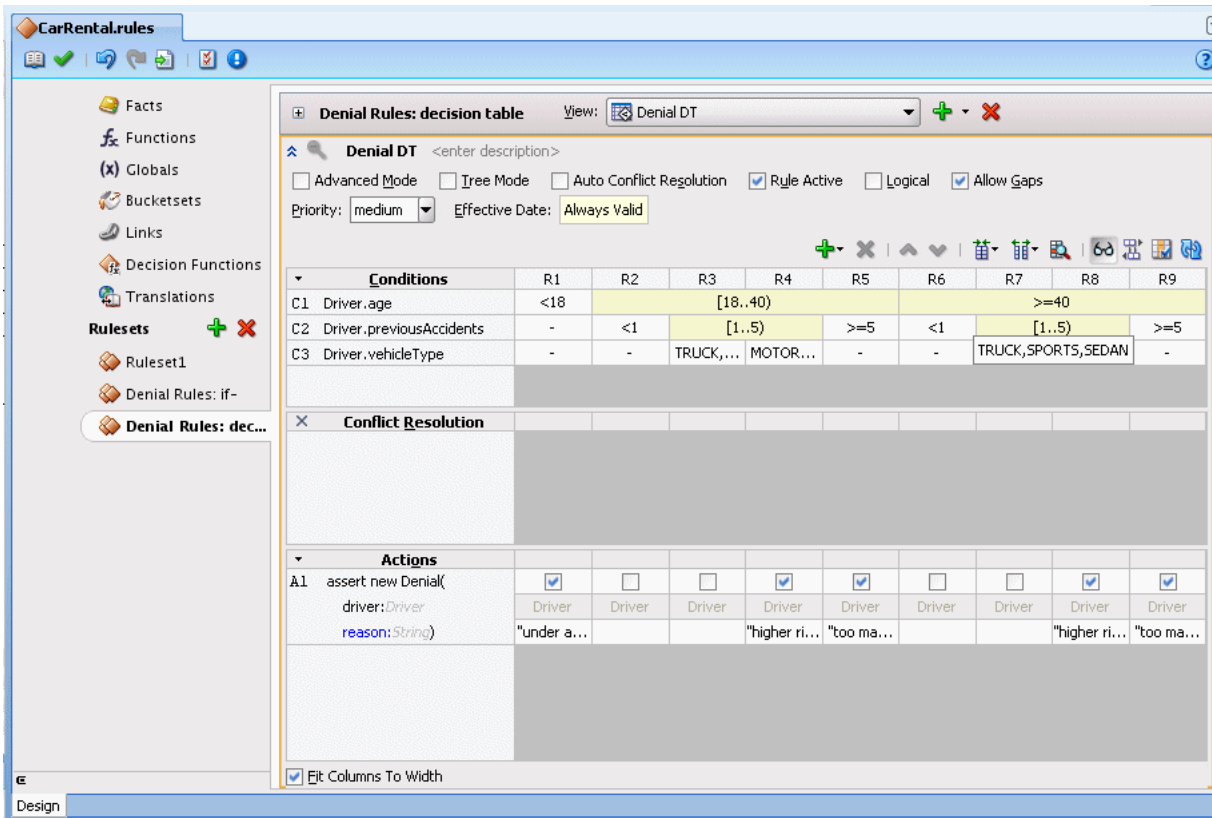 CarRental.rules
Facts
Functions
Globals
Bucketsets
Links
Decision Functions
Translations
Rulesets
Ruleset1
Denial Rules: if-
Denial Rules: dec...
Denial Rules: decision table View: Denial DT
Denial DT <enter description>
Advanced Mode Tree Mode Auto Conflict Resolution Rule Active Logical Allow Gaps
Priority: medium Effective Date: Always Valid
Conditions R1 R2 R3 R4 R5 R6 R7 R8 R9
C1 Driver.age <18 [18..40) >=40
C2 Driver.previousAccidents - <1 [1..5) >=5 <1 [1..5) >=5
C3 Driver.vehicleType - - TRUCK,... MOTOR... - - TRUCK,SPORTS,SEDAN -
Conflict Resolution
Actions
A1 assert new Denial(
driver:Driver Driver Driver Driver Driver Driver Driver Driver Driver Driver
reason:String) "under a... "higher ri... "too ma... "higher ri... "too ma...
Fit Columns To Width
Design